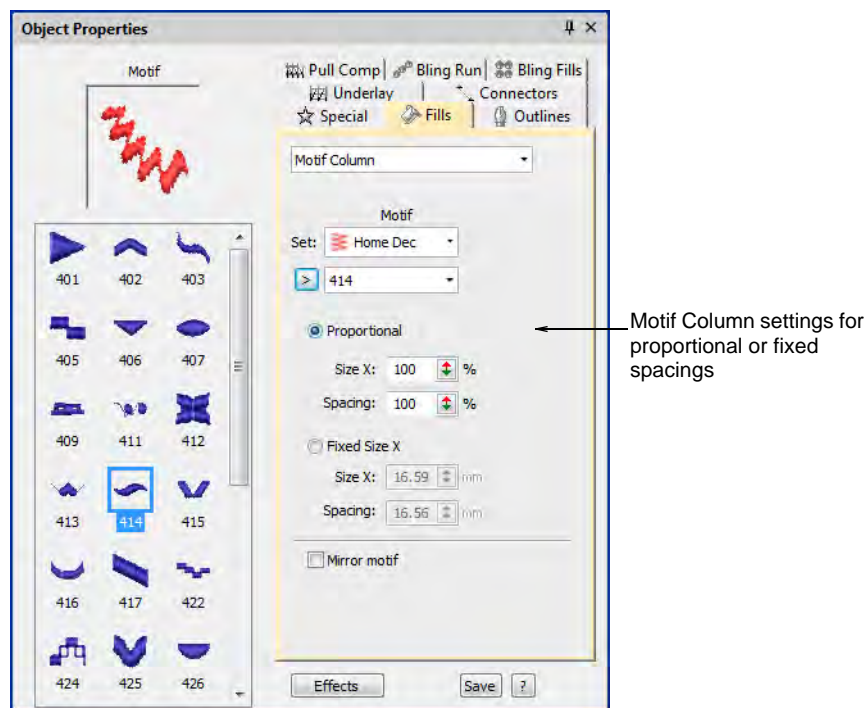 Object Properties
Motif
Pull Comp
Bling Run
Bling Fills
Underlay
Connectors
Special
Fills
Outlines
401 402 403
405 406 407
409 411 412
413 414 415
416 417 422
424 425 426
Motif Column
Motif
Set: Home Dec
> 414
Proportional
Size X: 100 %
Spacing: 100 %
Fixed Size X
Size X: 16.59 mm
Spacing: 16.56 mm
Mirror motif
Effects
Save
?
Motif Column settings for
proportional or fixed
spacings